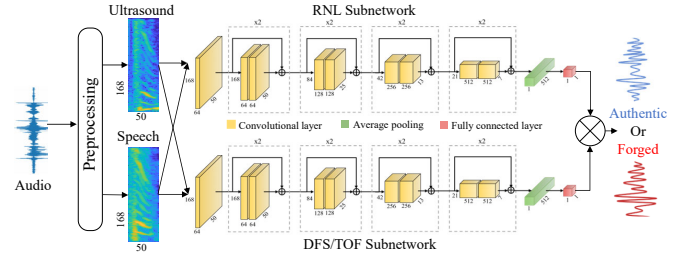 Ultrasound
RNL Subnetwork
x2
x2
x2
x2
168
50
Preprocessing
168
64
50
168
64
64
50
84
128
128
25
42
256
256
13
21
512
512
7
1
512
1
1
Convolutional layer
Average pooling
Fully connected layer
Authentic
Or
Forged
Audio
Speech
x2
x2
x2
x2
168
50
168
64
50
168
64
64
50
84
128
128
25
42
256
256
13
21
512
512
7
1
512
1
1
DFS/TOF Subnetwork